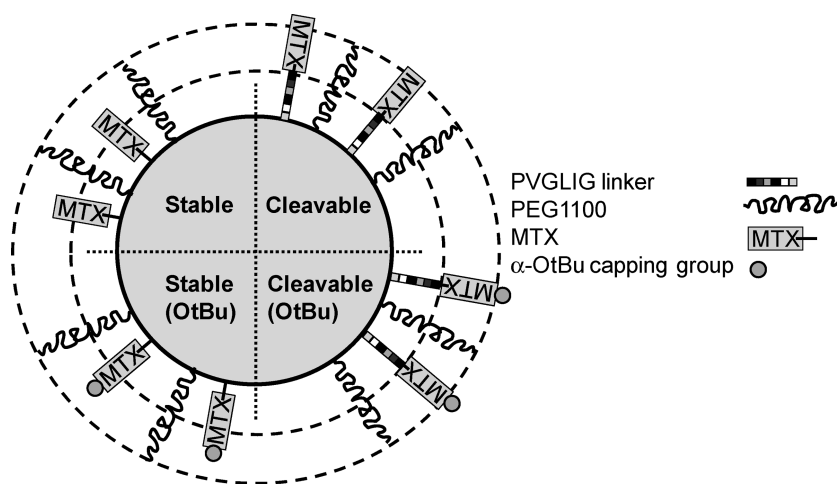 MTX
MTX
MTX
MTX
Stable
Cleavable
Stable
(OtBu)
Cleavable
(OtBu)
MTX
MTX
MTX
MTX
PVGLIG linker
PEG1100
MTX
MTX
α-OtBu capping group